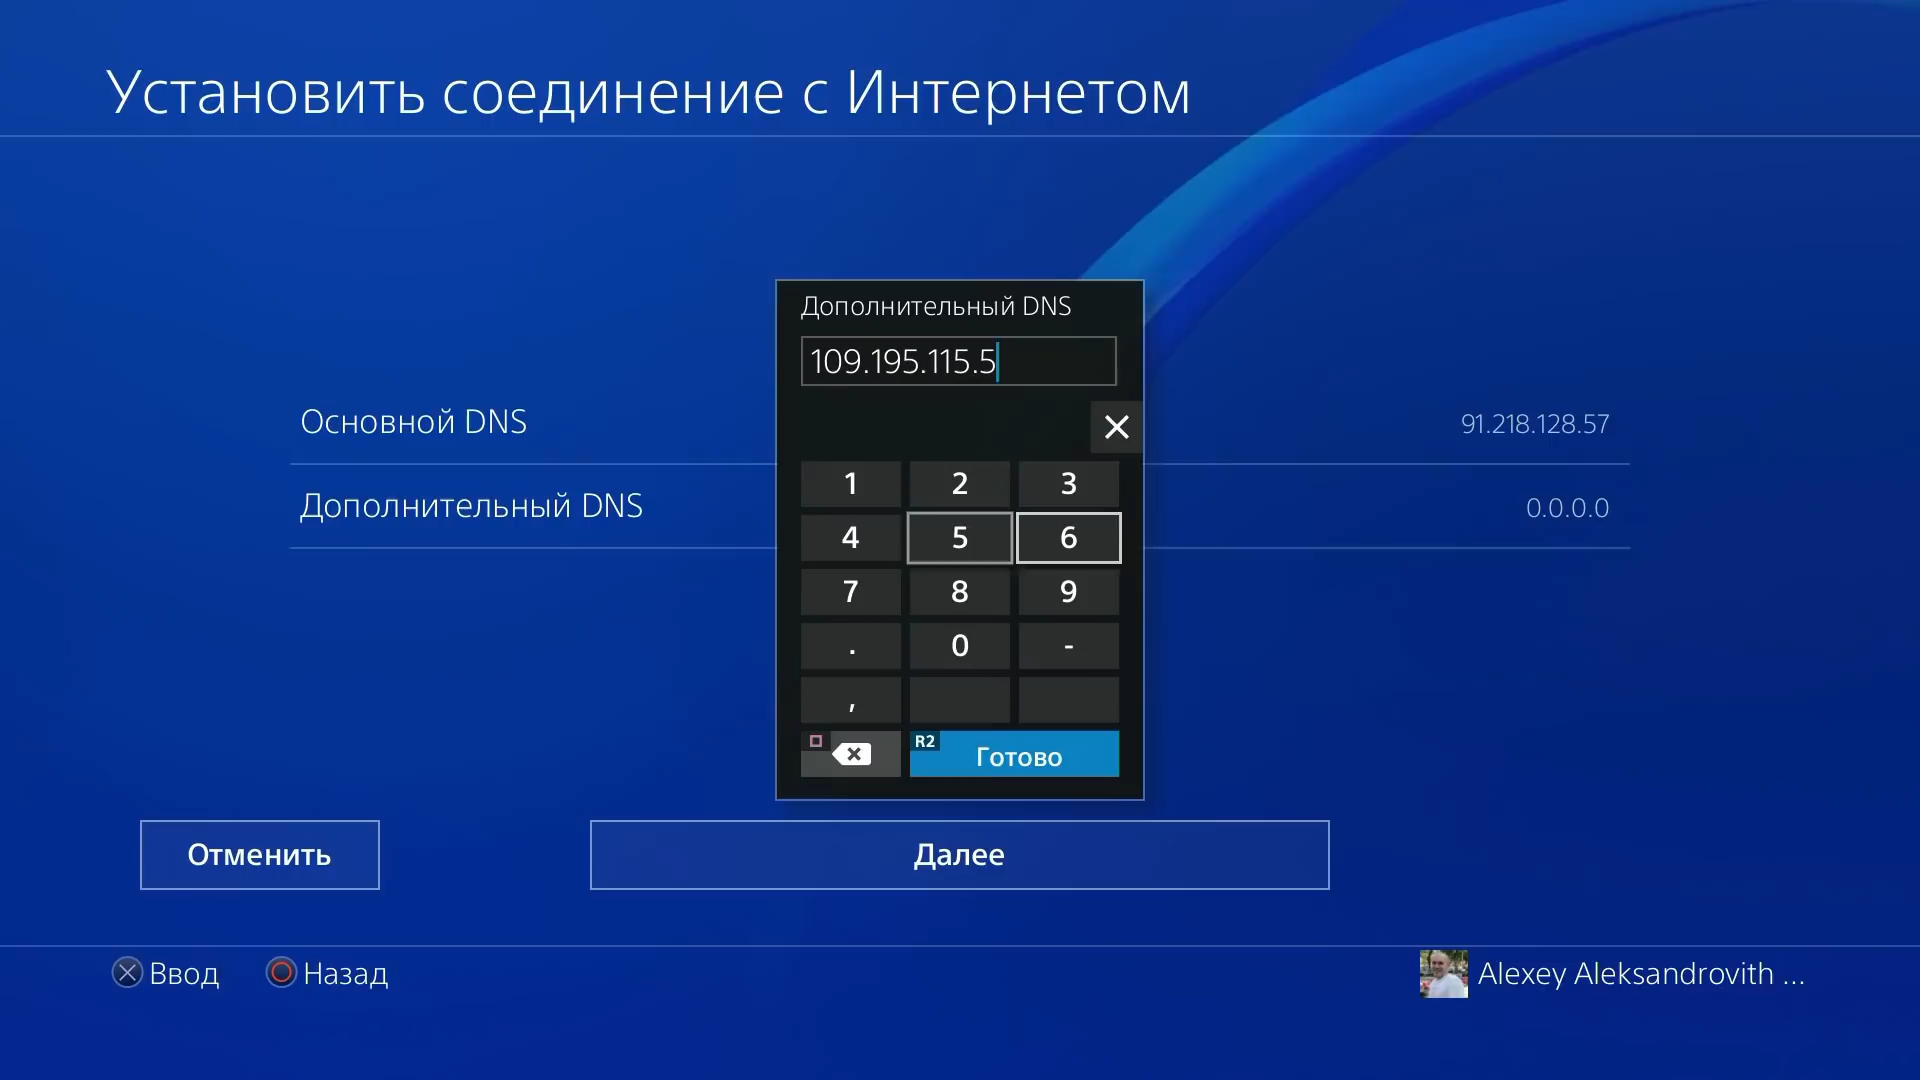 Установить соединение с Интернетом
Дополнительный DNS
109.195.115.5
Основной DNS
91.218.128.57
Дополнительный DNS
0.0.0.0
1 2 3
4 5 6
7 8 9
. 0 -
,
R2 Готово
Отменить
Далее
Ввод
Назад
Alexey Aleksandrovith ...